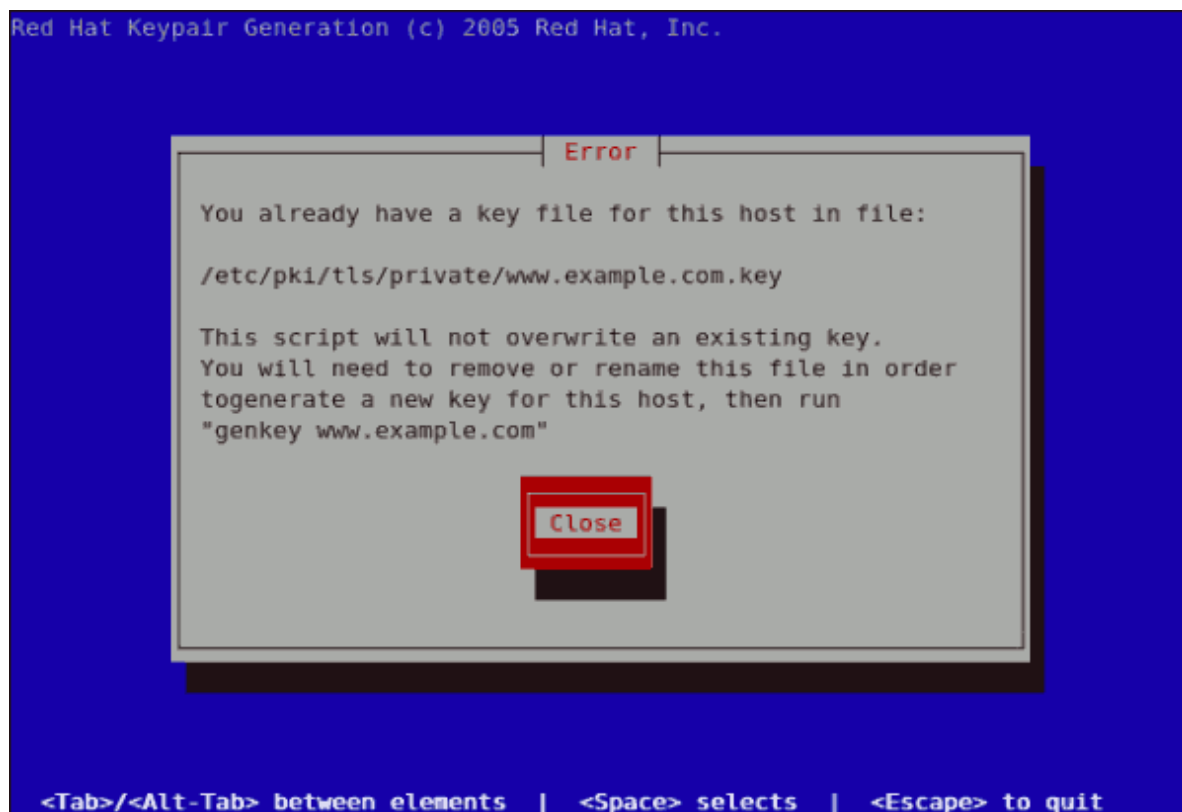 Red Hat Keypair Generation (c) 2005 Red Hat, Inc.
Error
You already have a key file for this host in file:
/etc/pki/tls/private/www.example.com.key
This script will not overwrite an existing key.
You will need to remove or rename this file in order
togenerate a new key for this host, then run
"genkey www.example.com"
Close
<Tab>/<Alt-Tab> between elements | <Space> selects | <Escape> to quit